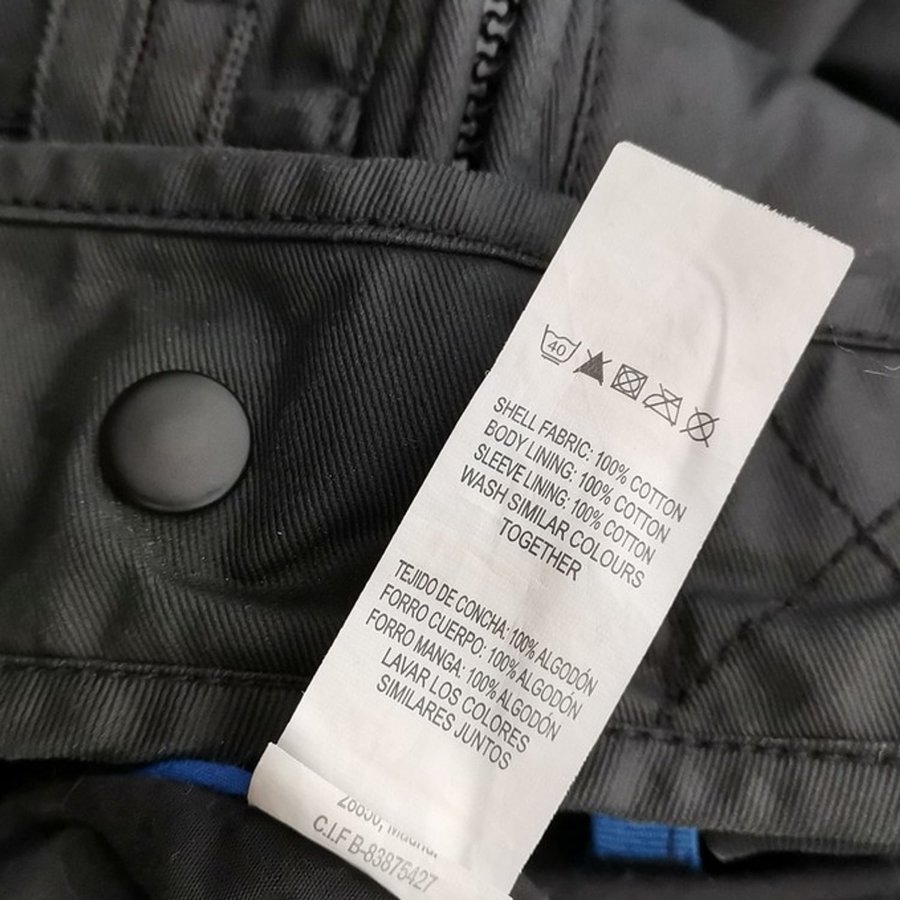 40
SHELL FABRIC: 100% COTTON
BODY LINING: 100% COTTON
SLEEVE LINING: 100% COTTON
WASH SIMILAR COLOURS
TOGETHER
TEJIDO DE CONCHA: 100% ALGODÓN
FORRO CUERPO: 100% ALGODÓN
FORRO MANGA: 100% ALGODÓN
LAVAR LOS COLORES
SIMILARES JUNTOS
C.I.F B-83875427